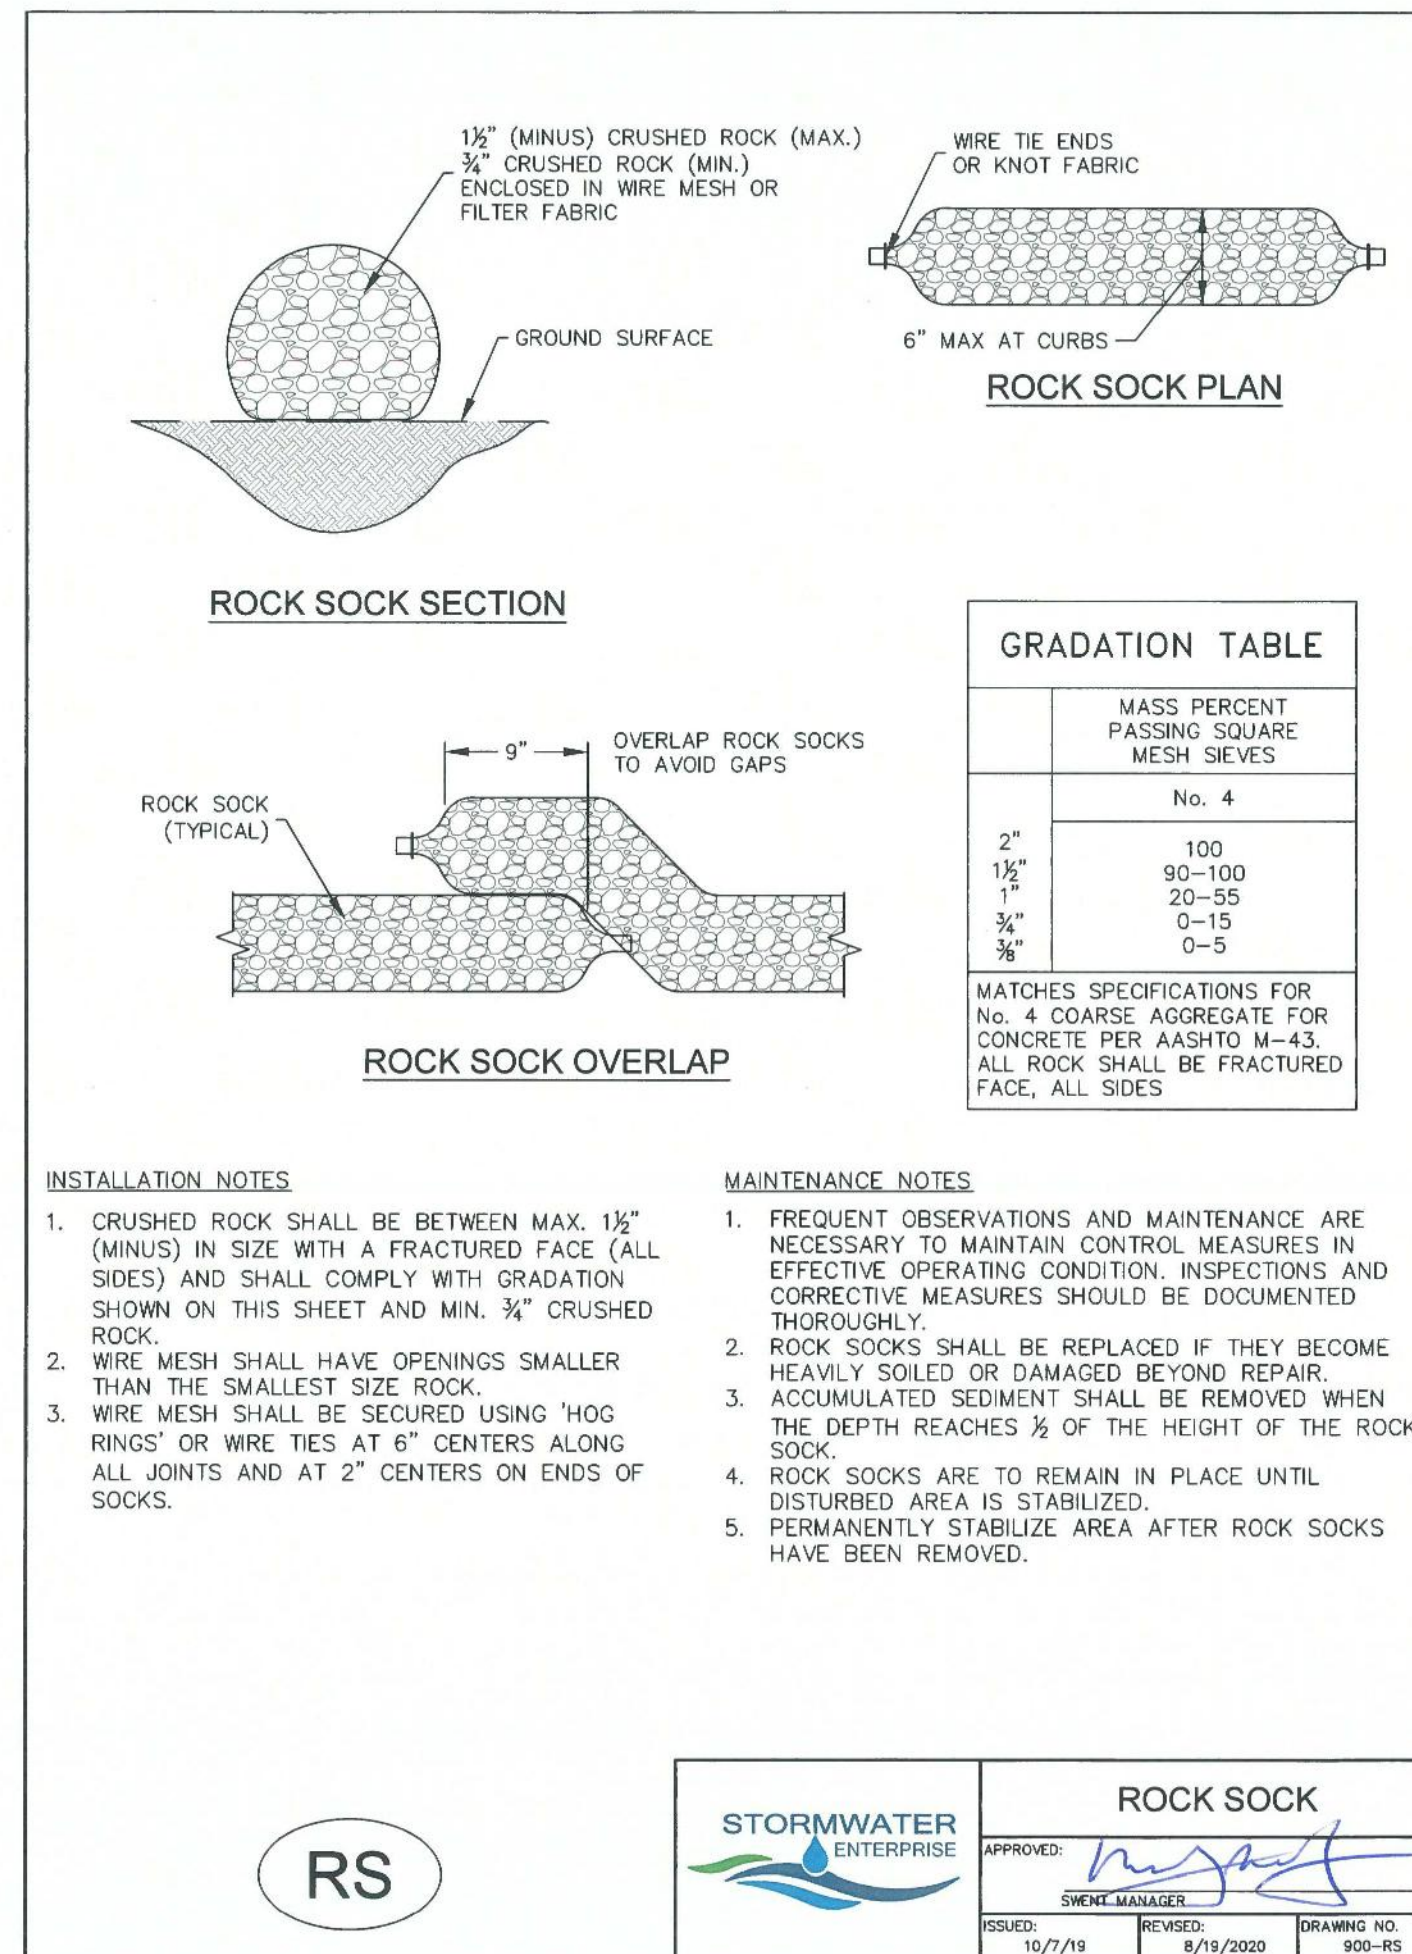 1½" (MINUS) CRUSHED ROCK (MAX.)
¾" CRUSHED ROCK (MIN.)
ENCLOSED IN WIRE MESH OR
FILTER FABRIC
GROUND SURFACE
ROCK SOCK SECTION
WIRE TIE ENDS
OR KNOT FABRIC
6" MAX AT CURBS
ROCK SOCK PLAN
9"
OVERLAP ROCK SOCKS
TO AVOID GAPS
ROCK SOCK
(TYPICAL)
ROCK SOCK OVERLAP
GRADATION TABLE
MASS PERCENT
PASSING SQUARE
MESH SIEVES
No. 4
2" 100
1½" 90-100
1" 20-55
¾" 0-15
⅜" 0-5
MATCHES SPECIFICATIONS FOR
No. 4 COARSE AGGREGATE FOR
CONCRETE PER AASHTO M-43.
ALL ROCK SHALL BE FRACTURED
FACE, ALL SIDES
INSTALLATION NOTES
1. CRUSHED ROCK SHALL BE BETWEEN MAX. 1½"
(MINUS) IN SIZE WITH A FRACTURED FACE (ALL
SIDES) AND SHALL COMPLY WITH GRADATION
SHOWN ON THIS SHEET AND MIN. ¾" CRUSHED
ROCK.
2. WIRE MESH SHALL HAVE OPENINGS SMALLER
THAN THE SMALLEST SIZE ROCK.
3. WIRE MESH SHALL BE SECURED USING 'HOG
RINGS' OR WIRE TIES AT 6" CENTERS ALONG
ALL JOINTS AND AT 2" CENTERS ON ENDS OF
SOCKS.
MAINTENANCE NOTES
1. FREQUENT OBSERVATIONS AND MAINTENANCE ARE
NECESSARY TO MAINTAIN CONTROL MEASURES IN
EFFECTIVE OPERATING CONDITION. INSPECTIONS AND
CORRECTIVE MEASURES SHOULD BE DOCUMENTED
THOROUGHLY.
2. ROCK SOCKS SHALL BE REPLACED IF THEY BECOME
HEAVILY SOILED OR DAMAGED BEYOND REPAIR.
3. ACCUMULATED SEDIMENT SHALL BE REMOVED WHEN
THE DEPTH REACHES ½ OF THE HEIGHT OF THE ROCK
SOCK.
4. ROCK SOCKS ARE TO REMAIN IN PLACE UNTIL
DISTURBED AREA IS STABILIZED.
5. PERMANENTLY STABILIZE AREA AFTER ROCK SOCKS
HAVE BEEN REMOVED.
RS
STORMWATER
ENTERPRISE
ROCK SOCK
APPROVED:
SWENT MANAGER
ISSUED: REVISED: DRAWING NO.
10/7/19 8/19/2020 900-RS